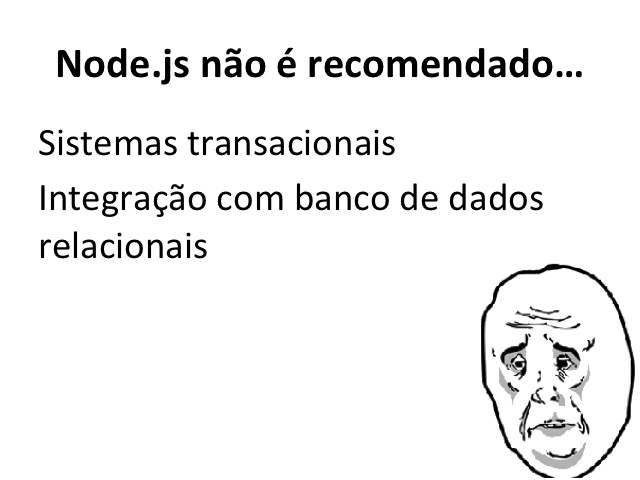 Node.js não é recomendado…
Sistemas transacionais
Integração com banco de dados
relacionais